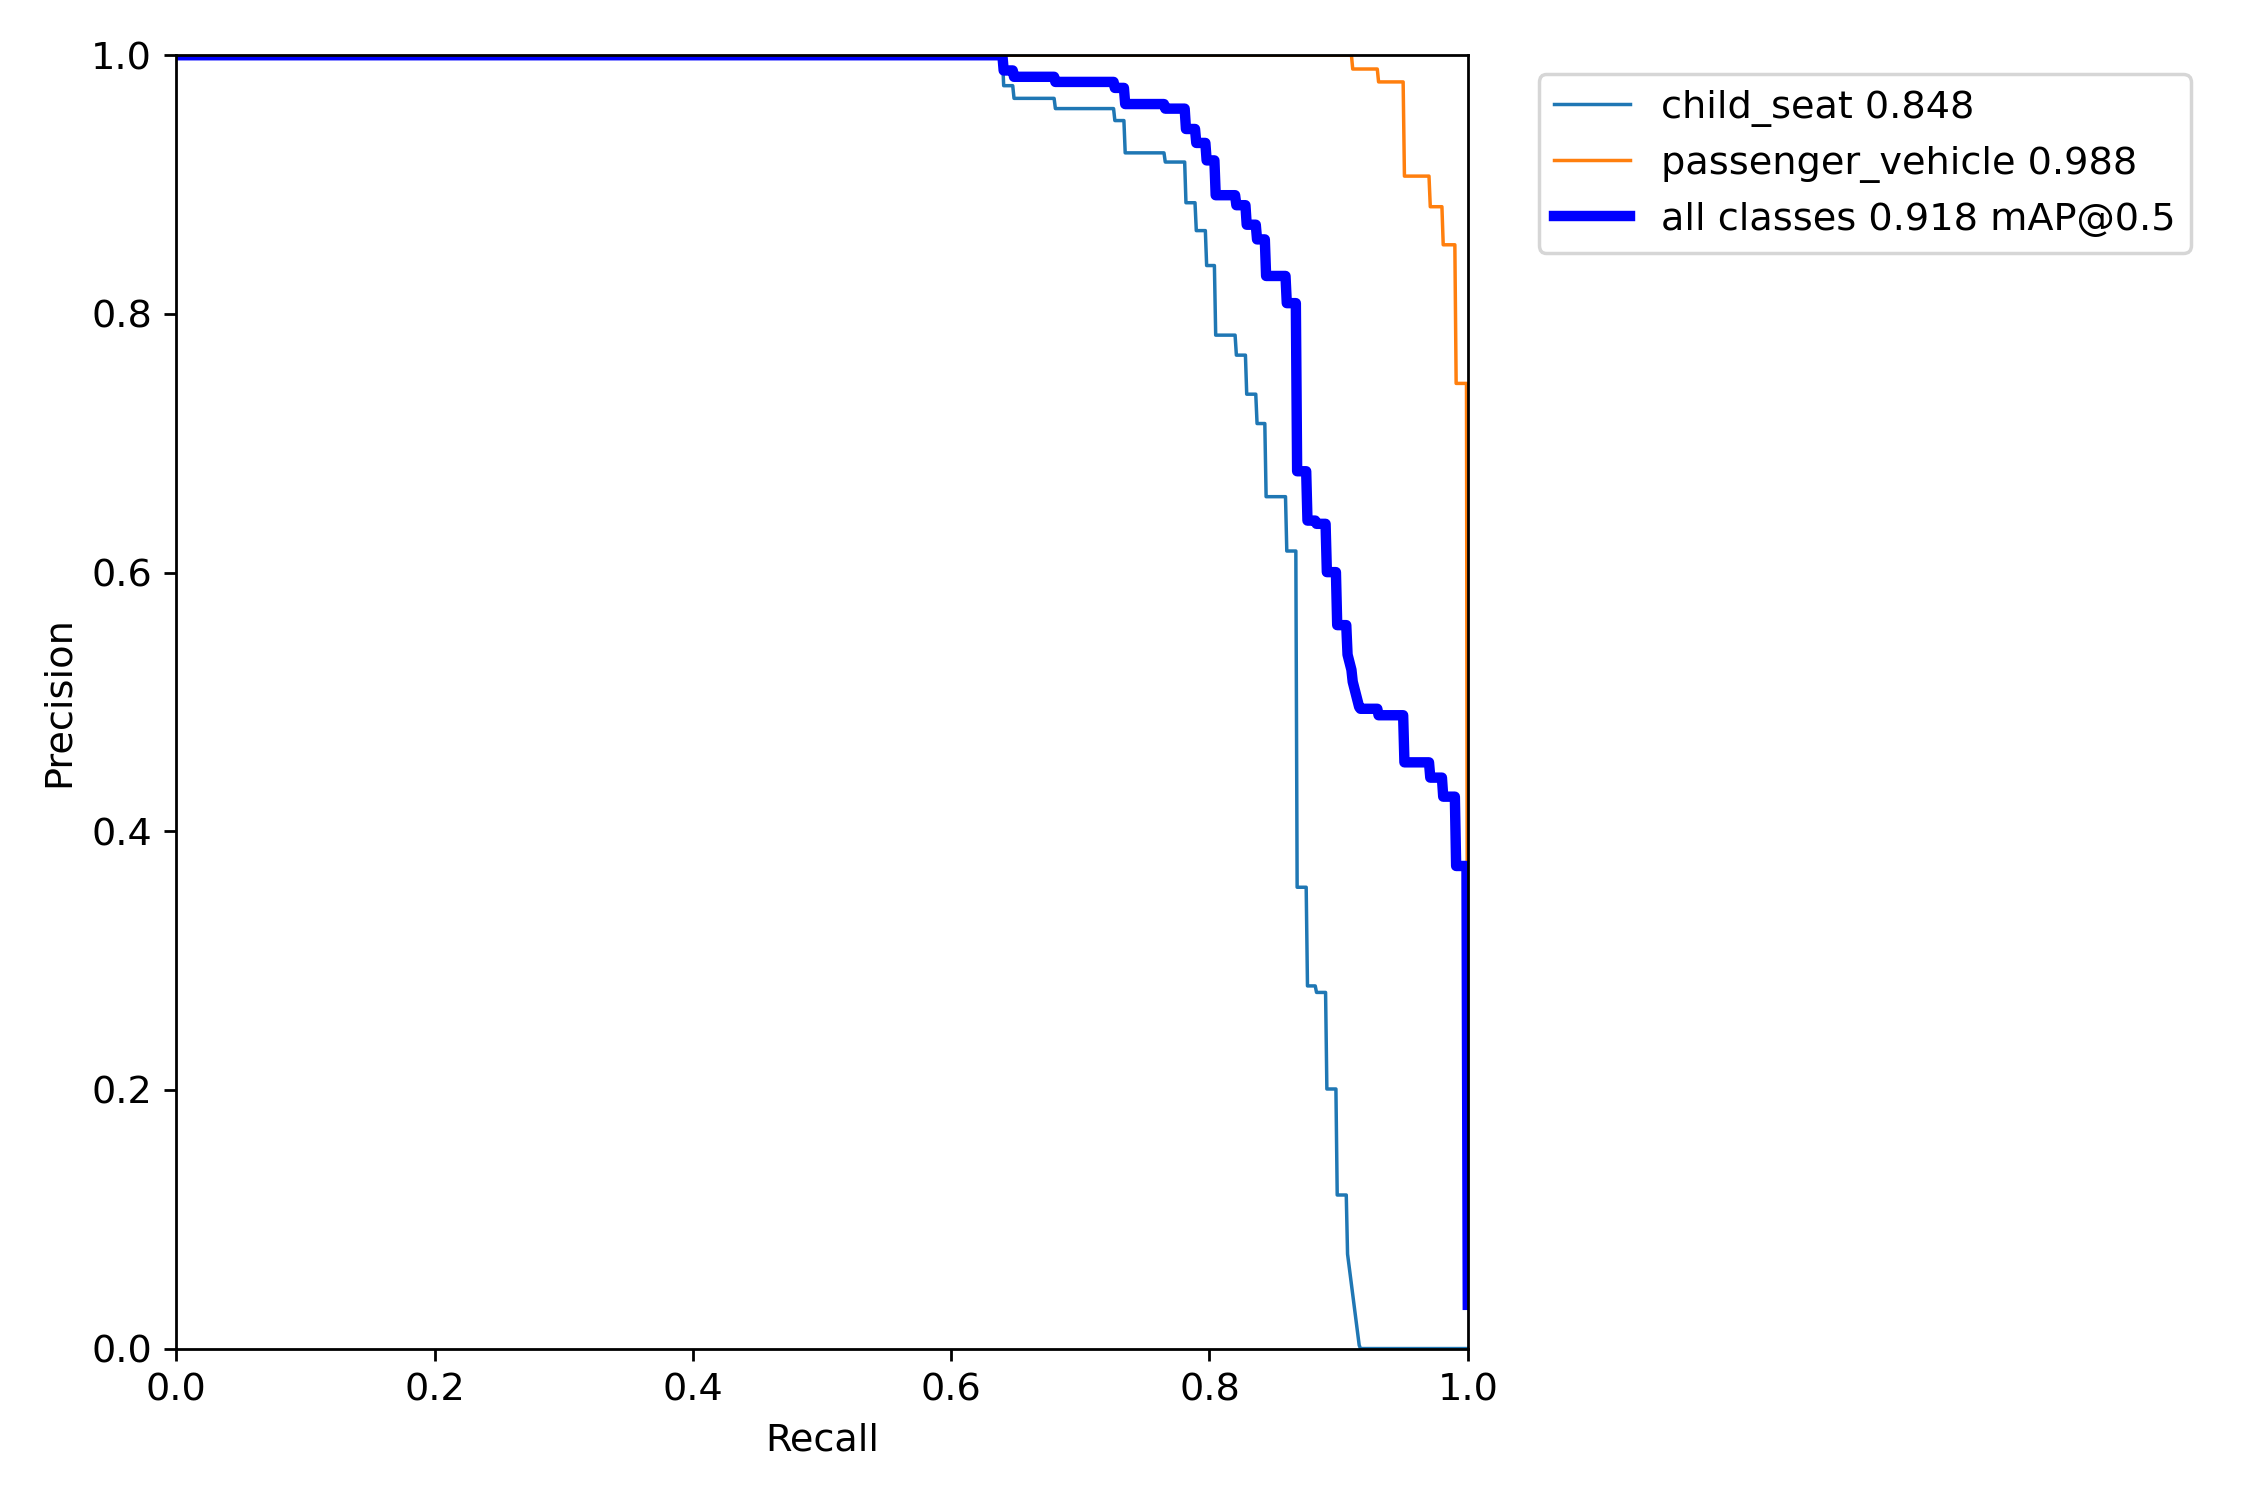 child_seat 0.848
passenger_vehicle 0.988
all classes 0.918 mAP@0.5
Precision
1.0
0.8
0.6
0.4
0.2
0.0
0.0 0.2 0.4 0.6 0.8 1.0
Recall